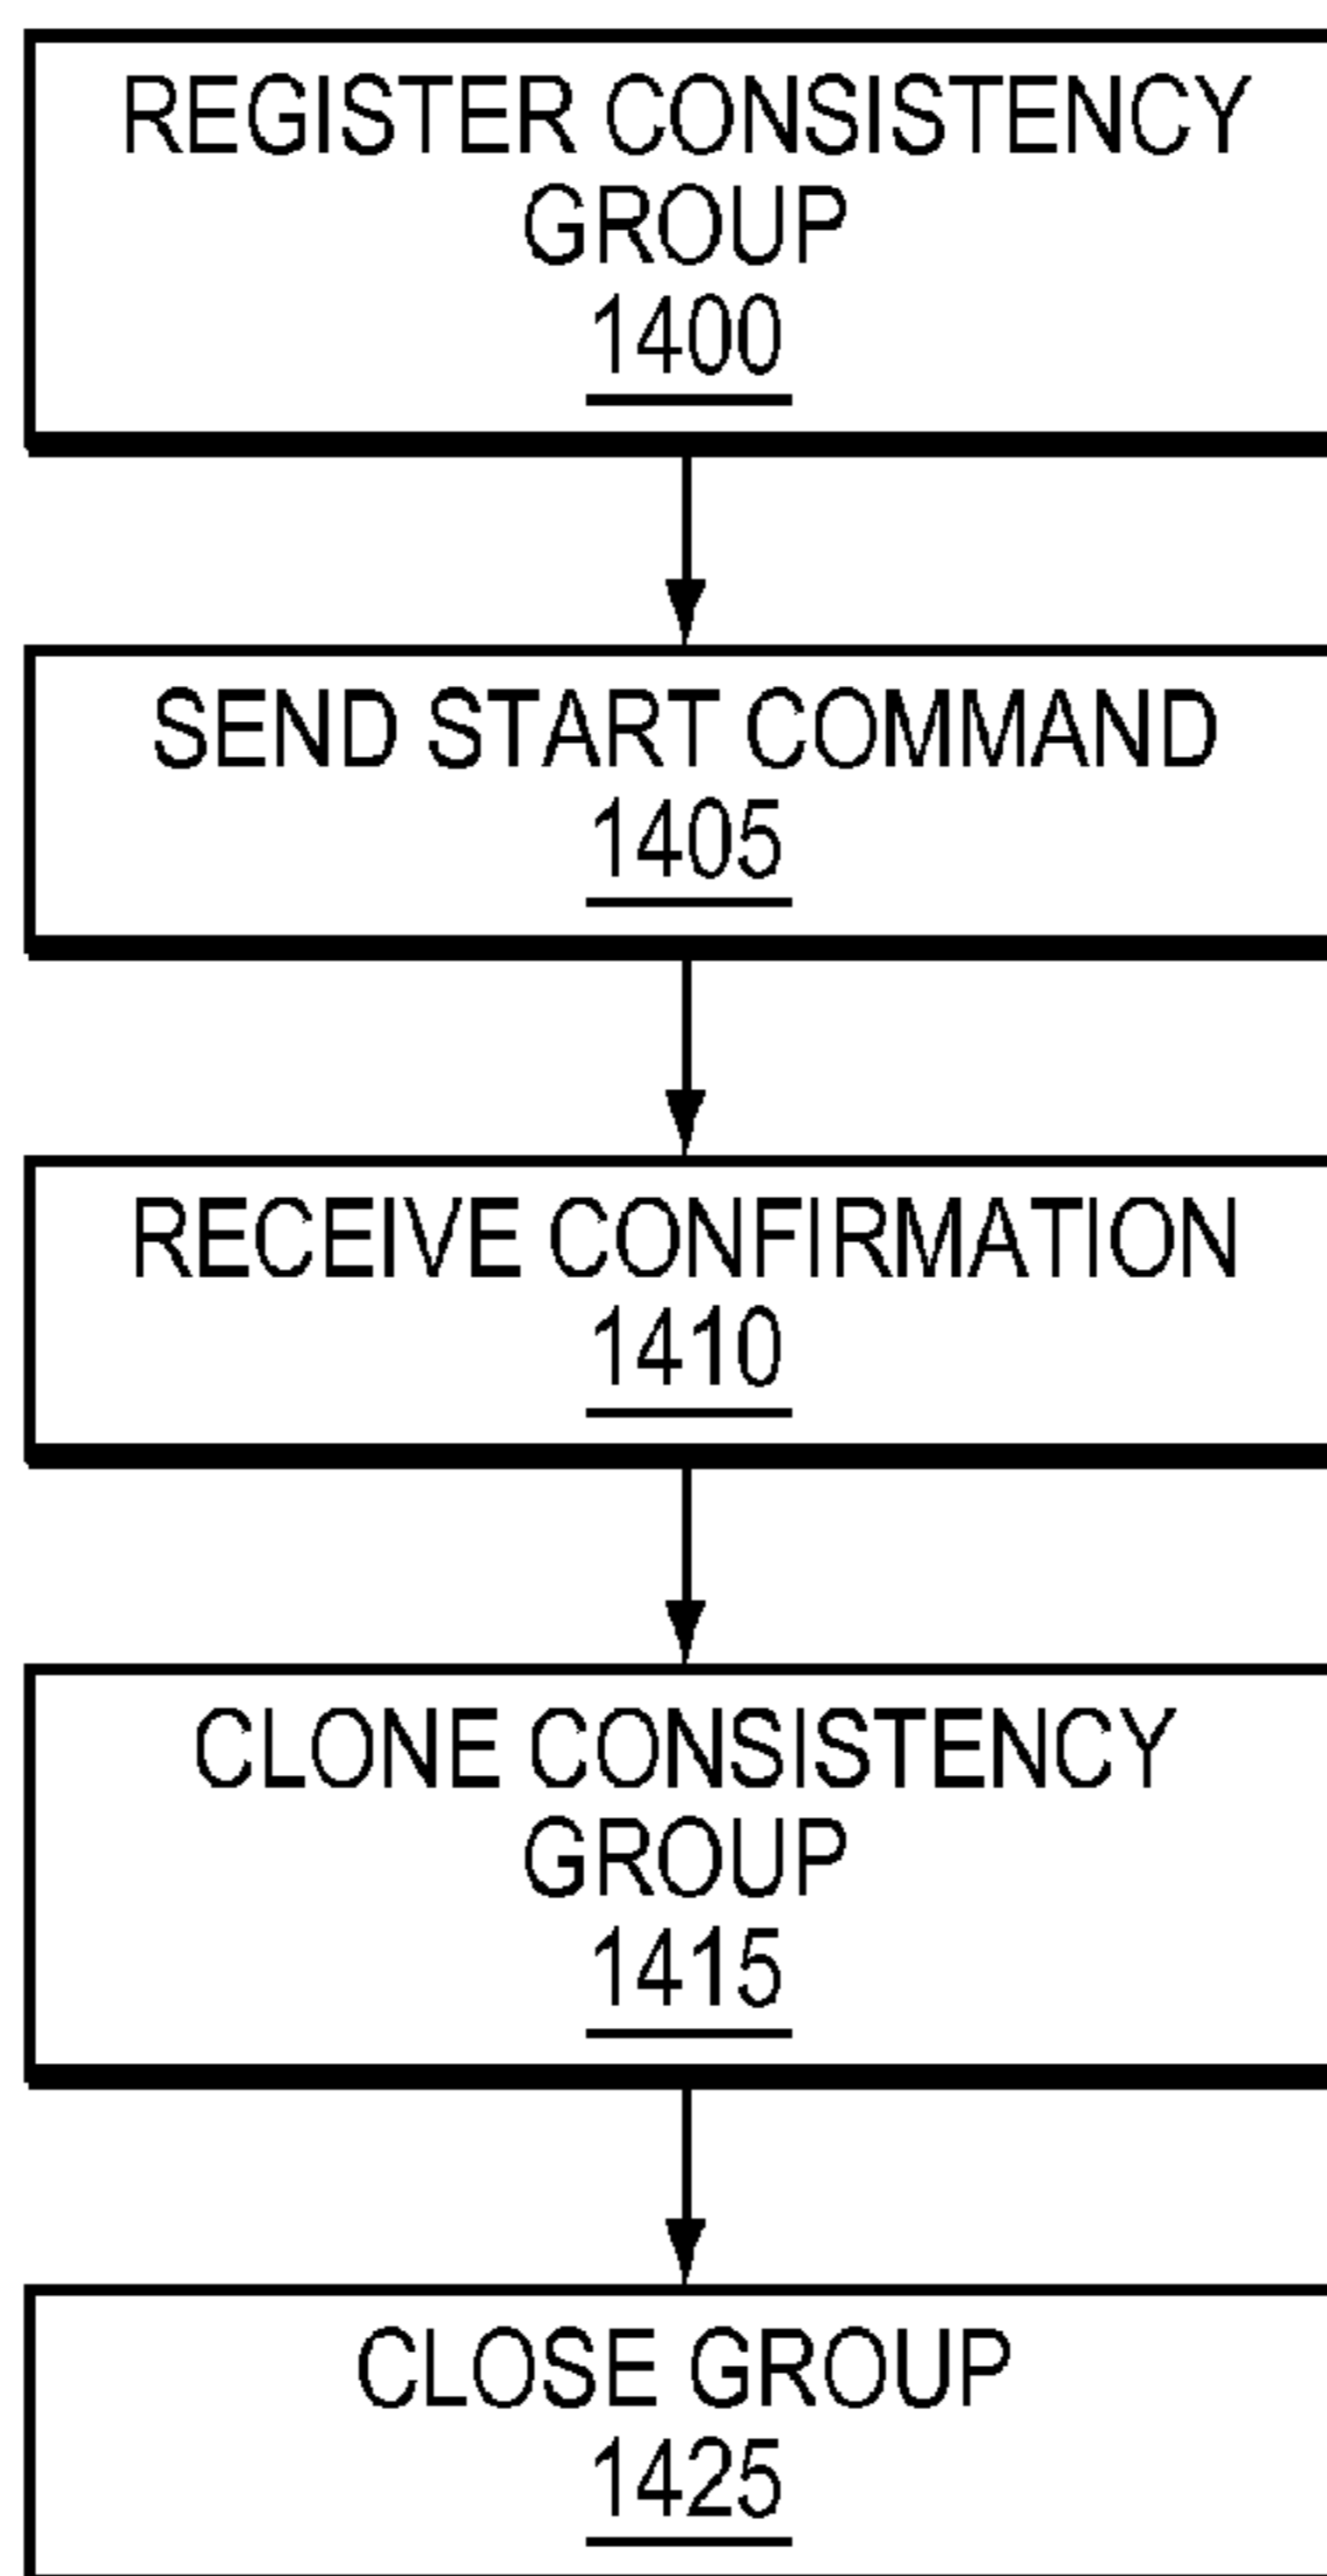 REGISTER CONSISTENCY
GROUP
1400
SEND START COMMAND
1405
RECEIVE CONFIRMATION
1410
CLONE CONSISTENCY
GROUP
1415
CLOSE GROUP
1425